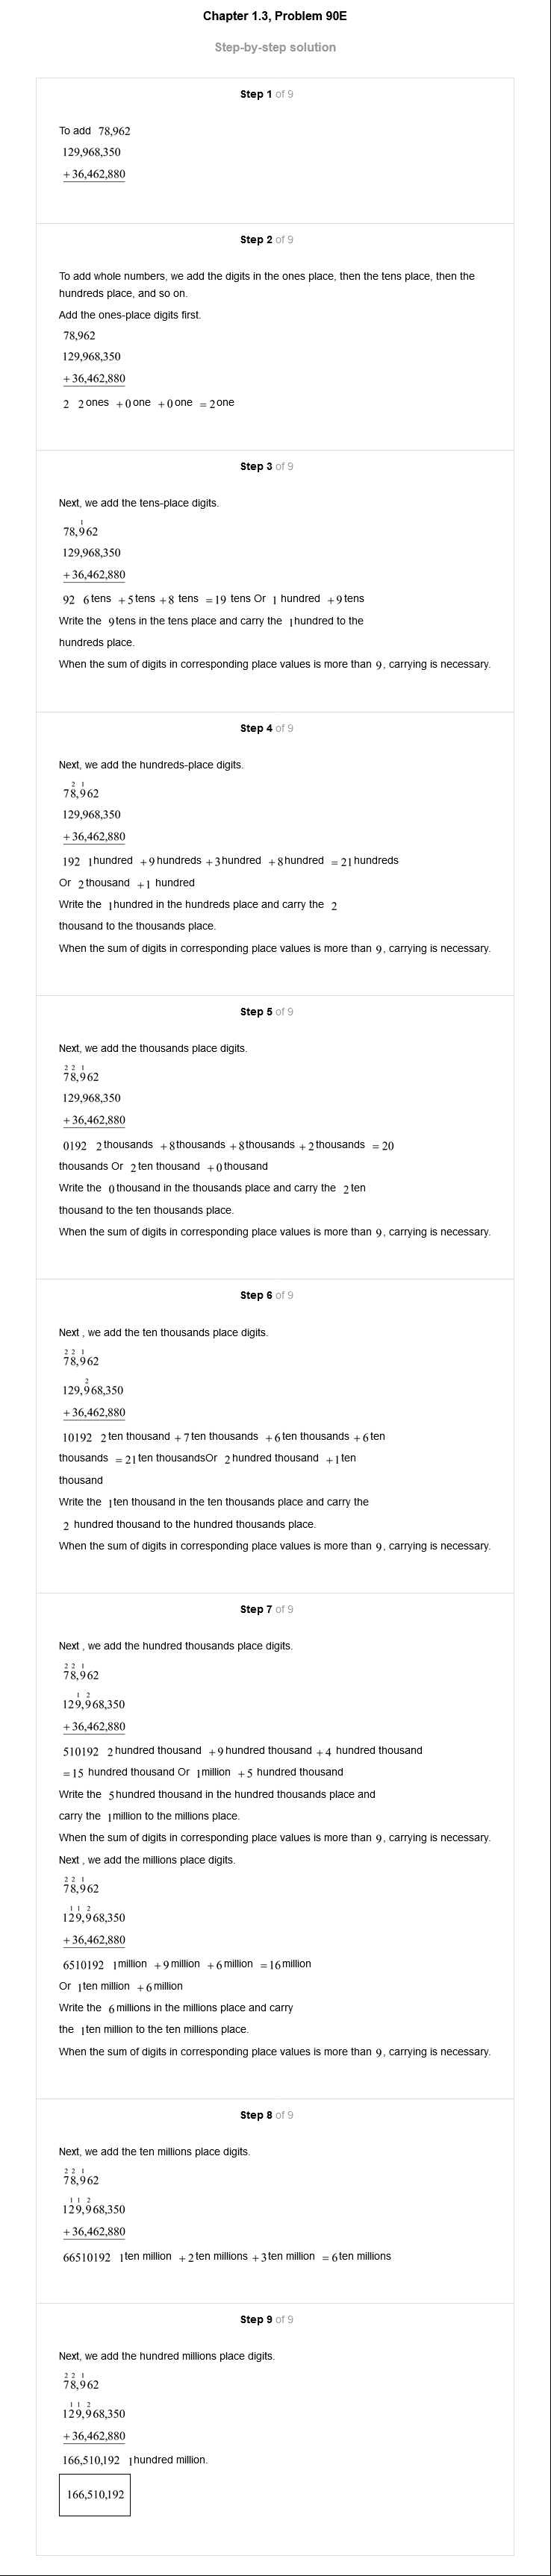 Chapter 1.3, Problem 90E
Step-by-step solution
Step 1 of 9
To add 78,962
129,968,350
+ 36,462,880
Step 2 of 9
To add whole numbers, we add the digits in the ones place, then the tens place, then the
hundreds place, and so on.
Add the ones-place digits first.
78,962
129,968,350
+ 36,462,880
2 2 ones + 0 one + 0 one = 2 one
Step 3 of 9
Next, we add the tens-place digits.
1
78,962
129,968,350
+ 36,462,880
92 6 tens + 5 tens + 8 tens = 19 tens Or 1 hundred + 9 tens
Write the 9 tens in the tens place and carry the 1 hundred to the
hundreds place.
When the sum of digits in corresponding place values is more than 9, carrying is necessary.
Step 4 of 9
Next, we add the hundreds-place digits.
2 1
78,962
129,968,350
+ 36,462,880
192 1 hundred + 9 hundreds + 3 hundred + 8 hundred = 21 hundreds
Or 2 thousand + 1 hundred
Write the 1 hundred in the hundreds place and carry the 2
thousand to the thousands place.
When the sum of digits in corresponding place values is more than 9, carrying is necessary.
Step 5 of 9
Next, we add the thousands place digits.
2 2 1
78,962
129,968,350
+ 36,462,880
0192 2 thousands + 8 thousands + 8 thousands + 2 thousands = 20
thousands Or 2 ten thousand + 0 thousand
Write the 0 thousand in the thousands place and carry the 2 ten
thousand to the ten thousands place.
When the sum of digits in corresponding place values is more than 9, carrying is necessary.
Step 6 of 9
Next , we add the ten thousands place digits.
2 2 1
78,962
2
129,968,350
+ 36,462,880
10192 2 ten thousand + 7 ten thousands + 6 ten thousands + 6 ten
thousands = 21 ten thousandsOr 2 hundred thousand + 1 ten
thousand
Write the 1 ten thousand in the ten thousands place and carry the
2 hundred thousand to the hundred thousands place.
When the sum of digits in corresponding place values is more than 9, carrying is necessary.
Step 7 of 9
Next , we add the hundred thousands place digits.
2 2 1
78,962
1 2
129,968,350
+ 36,462,880
510192 2 hundred thousand + 9 hundred thousand + 4 hundred thousand
= 15 hundred thousand Or 1 million + 5 hundred thousand
Write the 5 hundred thousand in the hundred thousands place and
carry the 1 million to the millions place.
When the sum of digits in corresponding place values is more than 9, carrying is necessary.
Next , we add the millions place digits.
2 2 1
78,962
1 1 2
129,968,350
+ 36,462,880
6510192 1 million + 9 million + 6 million = 16 million
Or 1 ten million + 6 million
Write the 6 millions in the millions place and carry
the 1 ten million to the ten millions place.
When the sum of digits in corresponding place values is more than 9, carrying is necessary.
Step 8 of 9
Next, we add the ten millions place digits.
2 2 1
78,962
1 1 2
129,968,350
+ 36,462,880
66510192 1 ten million + 2 ten millions + 3 ten million = 6 ten millions
Step 9 of 9
Next, we add the hundred millions place digits.
2 2 1
78,962
1 1 2
129,968,350
+ 36,462,880
166,510,192 1 hundred million.
166,510,192